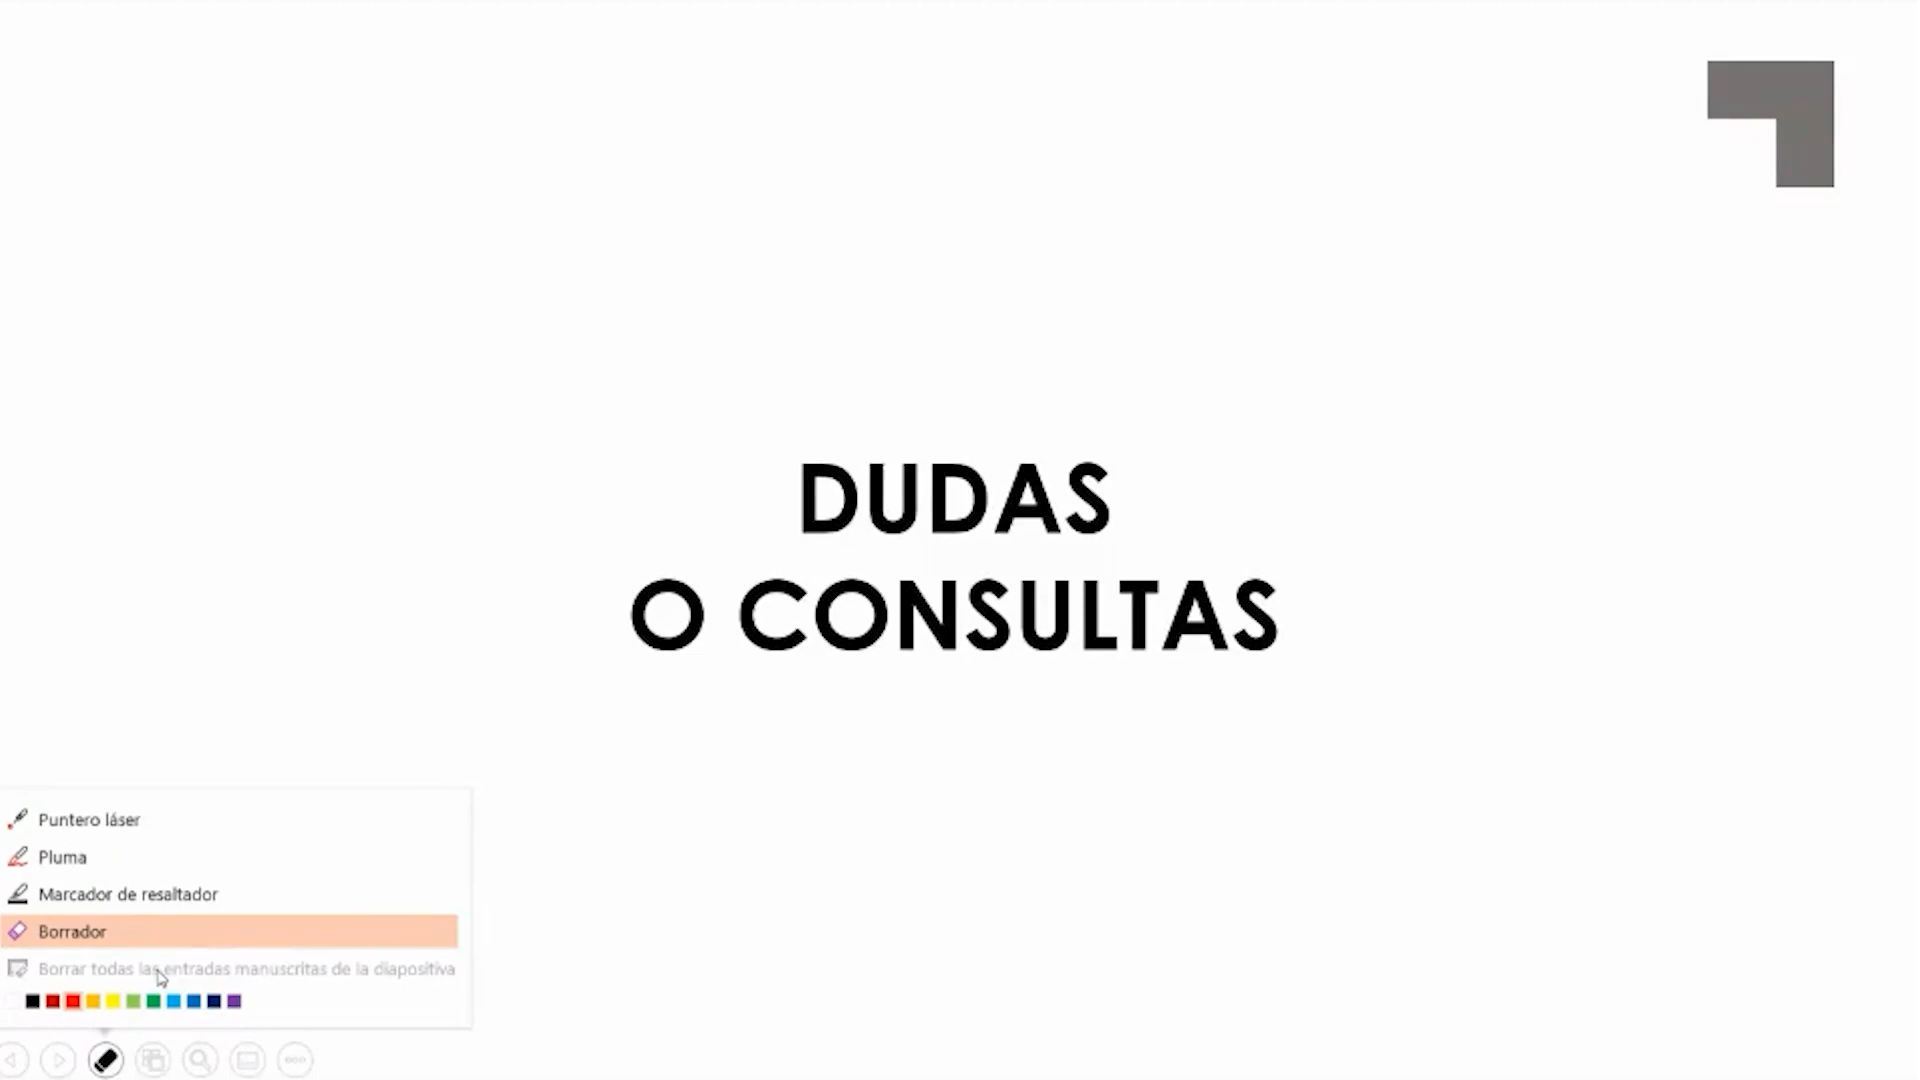 DUDAS
O CONSULTAS
Puntero láser
Pluma
Marcador de resaltador
Borrador
Borrar todas las entradas manuscritas de la diapositiva